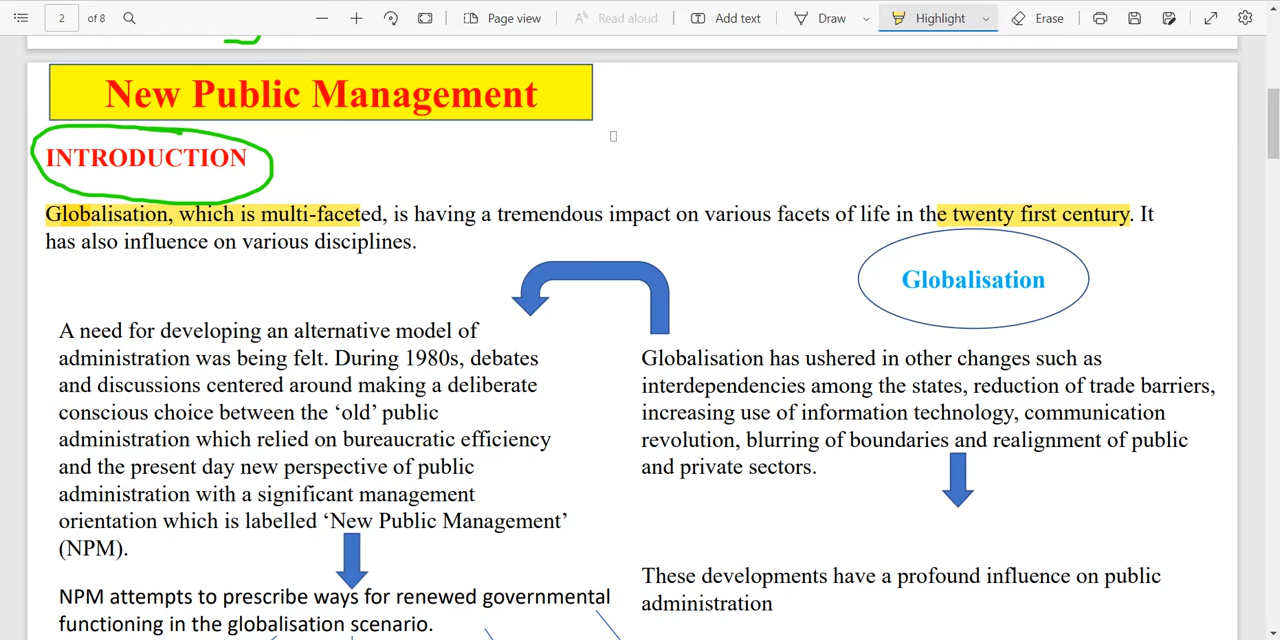 2 of 8
Page view
Read aloud
Add text
Draw
Highlight
Erase
New Public Management
INTRODUCTION
Globalisation, which is multi-faceted, is having a tremendous impact on various facets of life in the twenty first century. It
has also influence on various disciplines.
Globalisation
A need for developing an alternative model of
administration was being felt. During 1980s, debates
and discussions centered around making a deliberate
conscious choice between the ‘old’ public
administration which relied on bureaucratic efficiency
and the present day new perspective of public
administration with a significant management
orientation which is labelled ‘New Public Management’
(NPM).
NPM attempts to prescribe ways for renewed governmental
functioning in the globalisation scenario.
Globalisation has ushered in other changes such as
interdependencies among the states, reduction of trade barriers,
increasing use of information technology, communication
revolution, blurring of boundaries and realignment of public
and private sectors.
These developments have a profound influence on public
administration